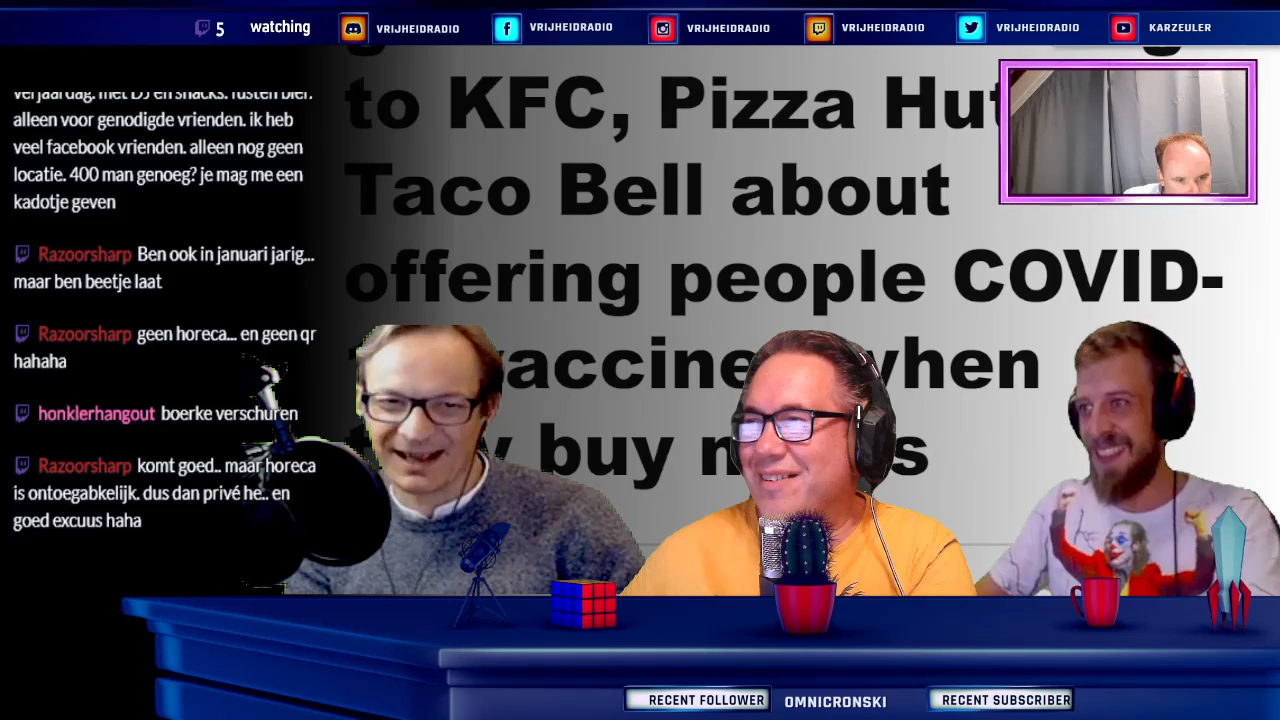 5 watching
VRIJHEIDRADIO
VRIJHEIDRADIO
VRIJHEIDRADIO
VRIJHEIDRADIO
VRIJHEIDRADIO
KARZEULER
verjaardag. met DJ en snacks. fusten bier.
alleen voor genodigde vrienden. ik heb
veel facebook vrienden. alleen nog geen
locatie. 400 man genoeg? je mag me een
kadotje geven
Razoorsharp Ben ook in januari jarig...
maar ben beetje laat
Razoorsharp geen horeca... en geen qr
hahaha
honklerhangout boerke verschuren
Razoorsharp komt goed.. maar horeca
is ontoegabkelijk. dus dan privé he.. en
goed excuus haha
to KFC, Pizza Hut
Taco Bell about
offering people COVID-
vaccine when
buy
RECENT FOLLOWER
OMNICRONSKI
RECENT SUBSCRIBER